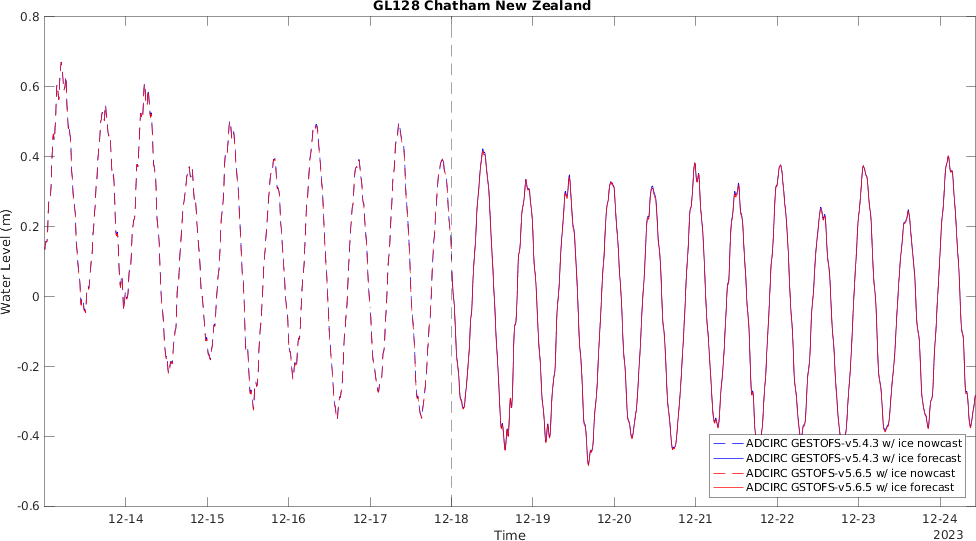 GL128 Chatham New Zealand
0.8
0.6
0.4
0.2
0
-0.2
-0.4
-0.6
Water Level (m)
ADCIRC GESTOFS-v5.4.3 w/ ice nowcast
ADCIRC GESTOFS-v5.4.3 w/ ice forecast
ADCIRC GSTOFS-v5.6.5 w/ ice nowcast
ADCIRC GSTOFS-v5.6.5 w/ ice forecast
12-14 12-15 12-16 12-17 12-18 12-19 12-20 12-21 12-22 12-23 12-24
Time
2023